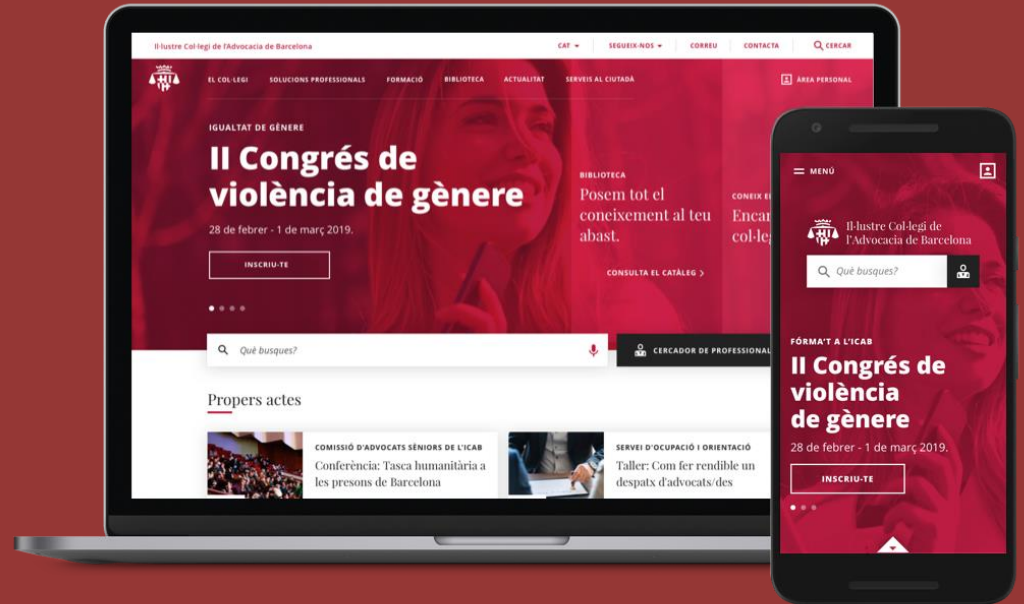 Il·lustre Col·legi de l'Advocacia de Barcelona
CAT
SEGUEIX-NOS
CORREU
CONTACTA
CERCAR
EL COL·LEGI
SOLUCIONS PROFESSIONALS
FORMACIÓ
BIBLIOTECA
ACTUALITAT
SERVEIS AL CIUTADÀ
ÀREA PERSONAL
IGUALTAT DE GÈNERE
II Congrés de
violència de gènere
28 de febrer - 1 de març 2019.
INSCRIU-TE
BIBLIOTECA
Posem tot el
coneixement al teu
abast.
CONSULTA EL CATÀLEG
CONEIX
Què busques?
CERCADOR DE PROFESSIONAL
Propers actes
COMISSIÓ D'ADVOCATS SÈNIORS DE L'ICAB
Conferència: Tasca humanitària a
les presons de Barcelona
SERVEI D'OCUPACIÓ I ORIENTACIÓ
Taller: Com fer rendible un
despatx d'advocats/des
MENÚ
Il·lustre Col·legi de
l'Advocacia de Barcelona
Què busques?
FÓRMA'T A L'ICAB
II Congrés de
violència
de gènere
28 de febrer - 1 de març 2019.
INSCRIU-TE